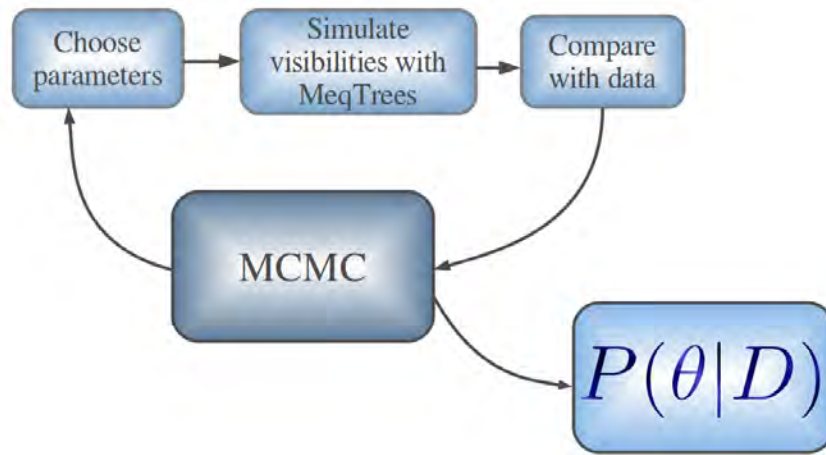 Choose
parameters
Simulate
visibilities with
MeqTrees
Compare
with data
MCMC
P(θ|D)